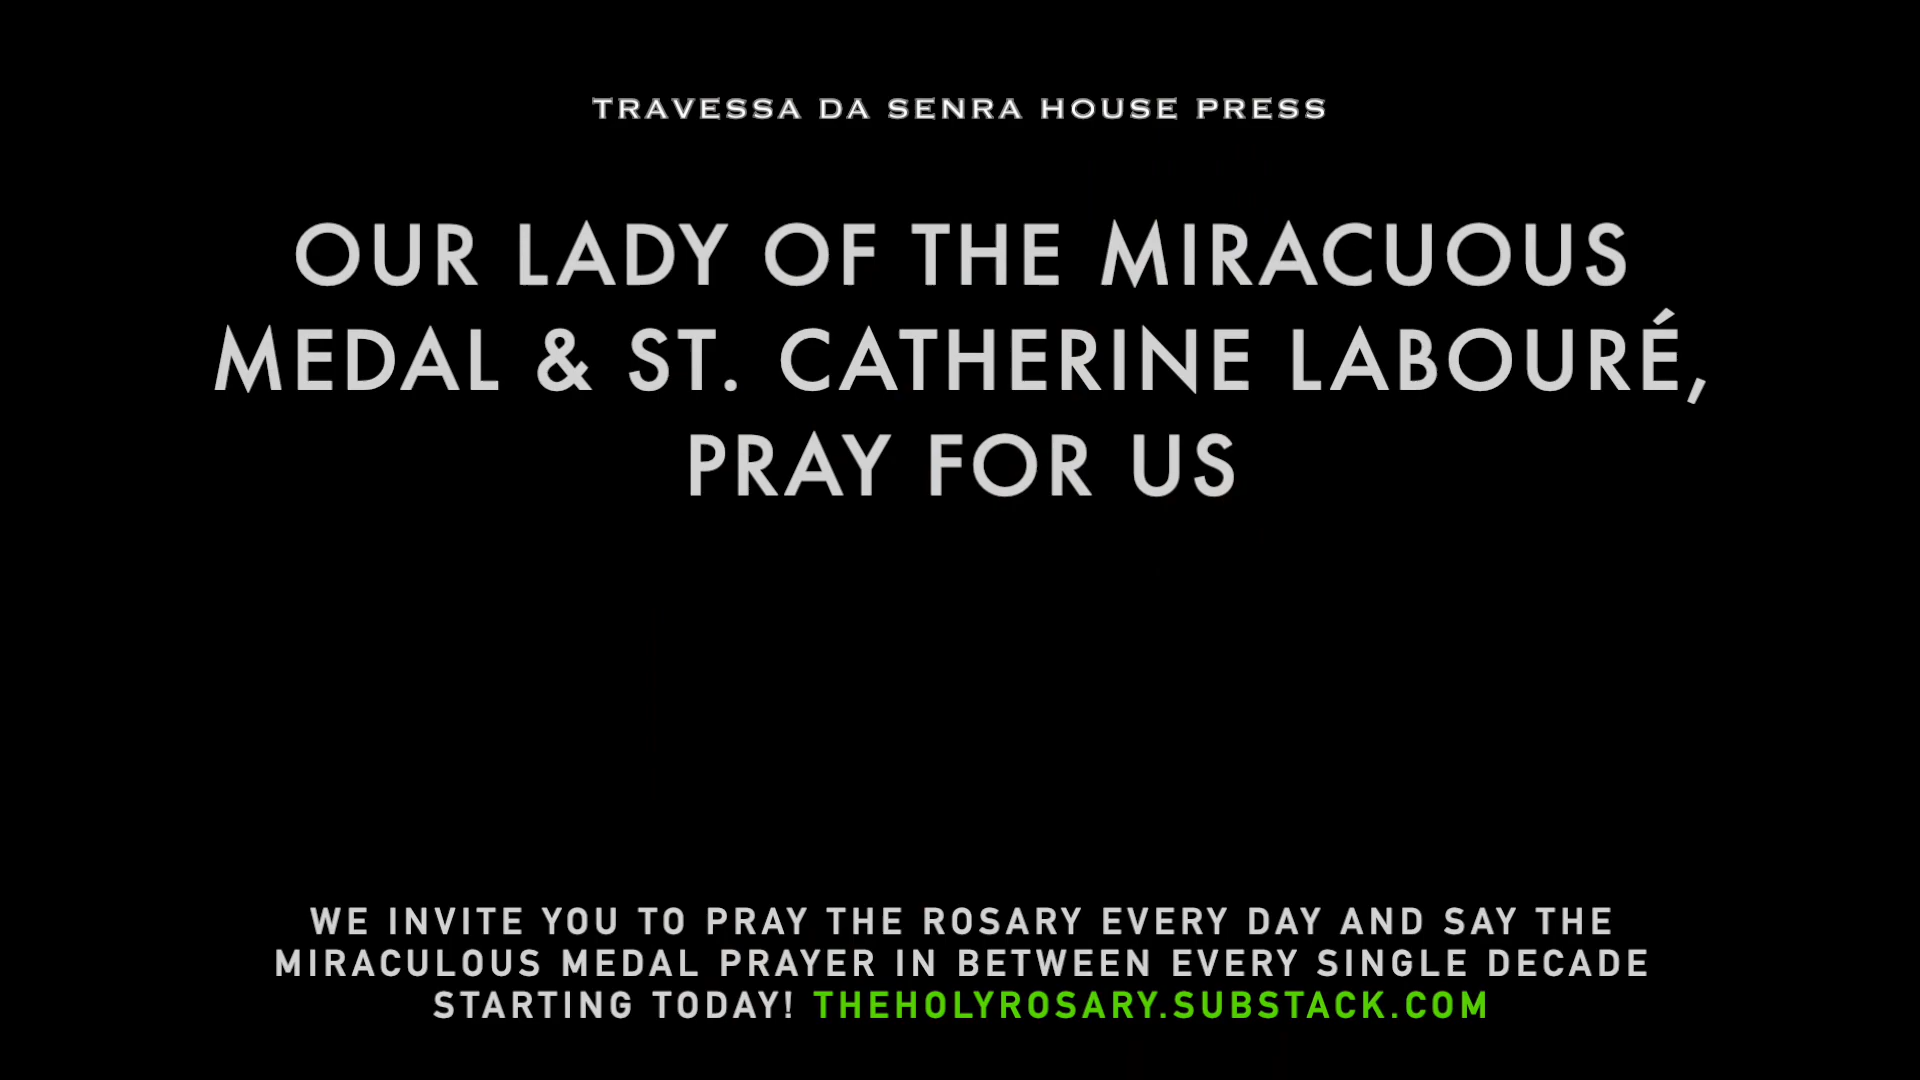 TRAVESSA DA SENRA HOUSE PRESS
OUR LADY OF THE MIRACUOUS
MEDAL & ST. CATHERINE LABOURÉ,
PRAY FOR US
WE INVITE YOU TO PRAY THE ROSARY EVERY DAY AND SAY THE
MIRACULOUS MEDAL PRAYER IN BETWEEN EVERY SINGLE DECADE
STARTING TODAY! THEHOLYROSARY.SUBSTACK.COM